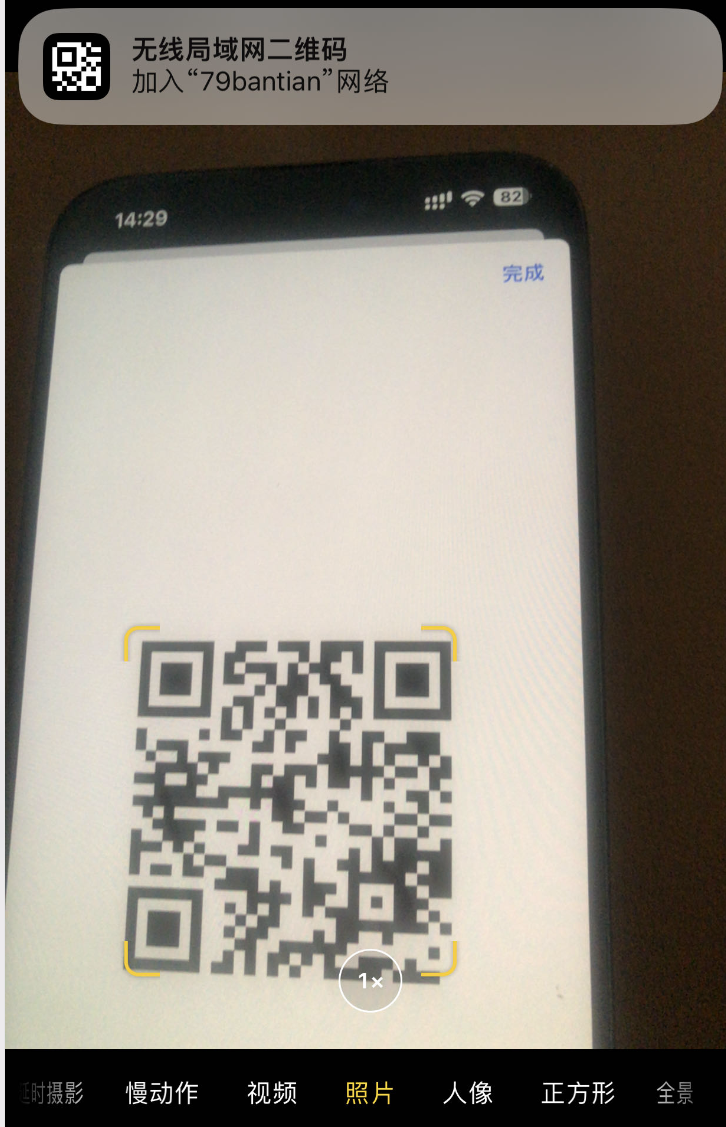 无线局域网二维码
加入“79bantian”网络
14:29
82
完成
1×
延时摄影 慢动作 视频 照片 人像 正方形 全景